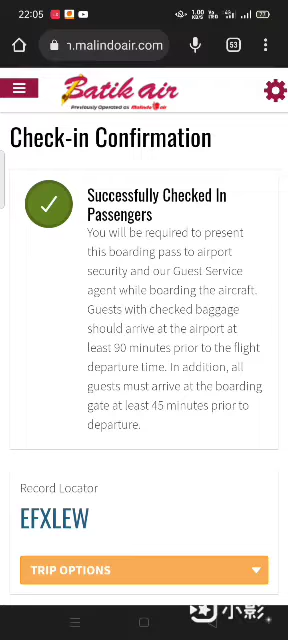 22:05
1.00 KB/S
53
n.malindoair.com
Batik air
Previously Operated as Malindo air
Check-in Confirmation
Successfully Checked In
Passengers
You will be required to present
this boarding pass to airport
security and our Guest Service
agent while boarding the aircraft.
Guests with checked baggage
should arrive at the airport at
least 90 minutes prior to the flight
departure time. In addition, all
guests must arrive at the boarding
gate at least 45 minutes prior to
departure.
Record Locator
EFXLEW
TRIP OPTIONS
小影